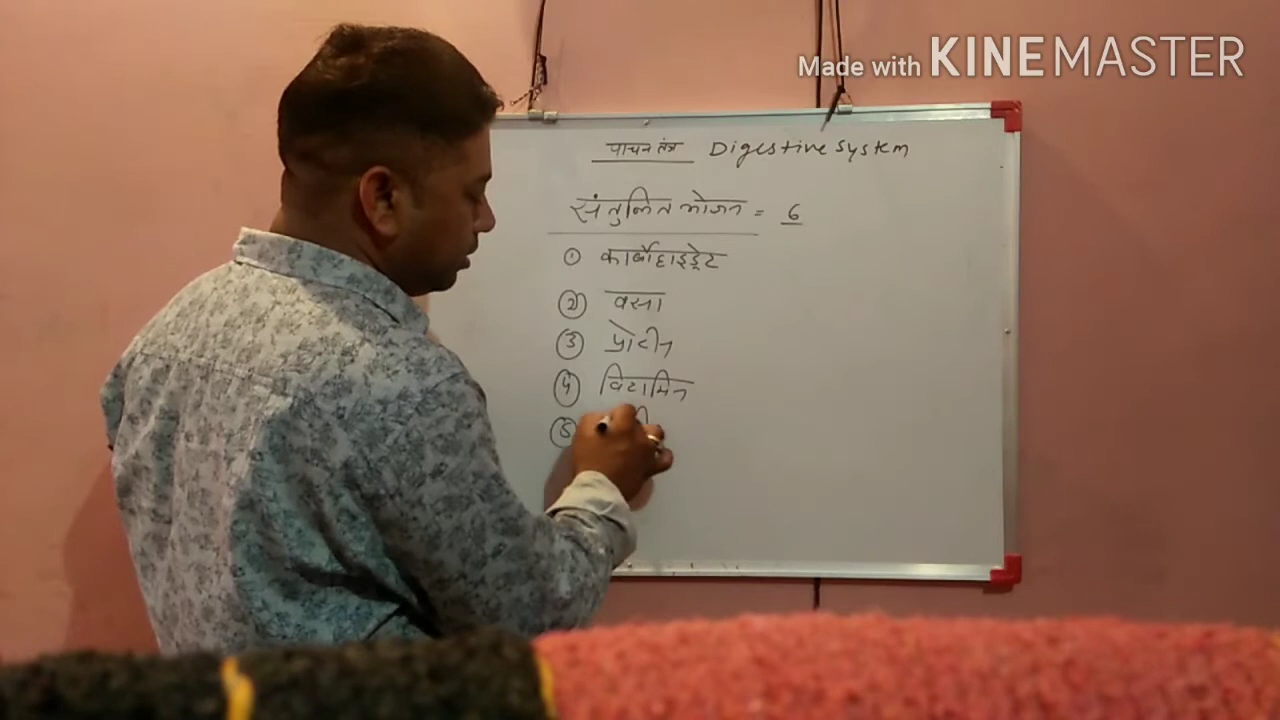 Made with KINEMASTER
पाचन तंत्र Digestive System
संतुलित भोजन = 6
① कार्बोहाइड्रेट
② वसा
③ प्रोटीन
④ विटामिन
⑤